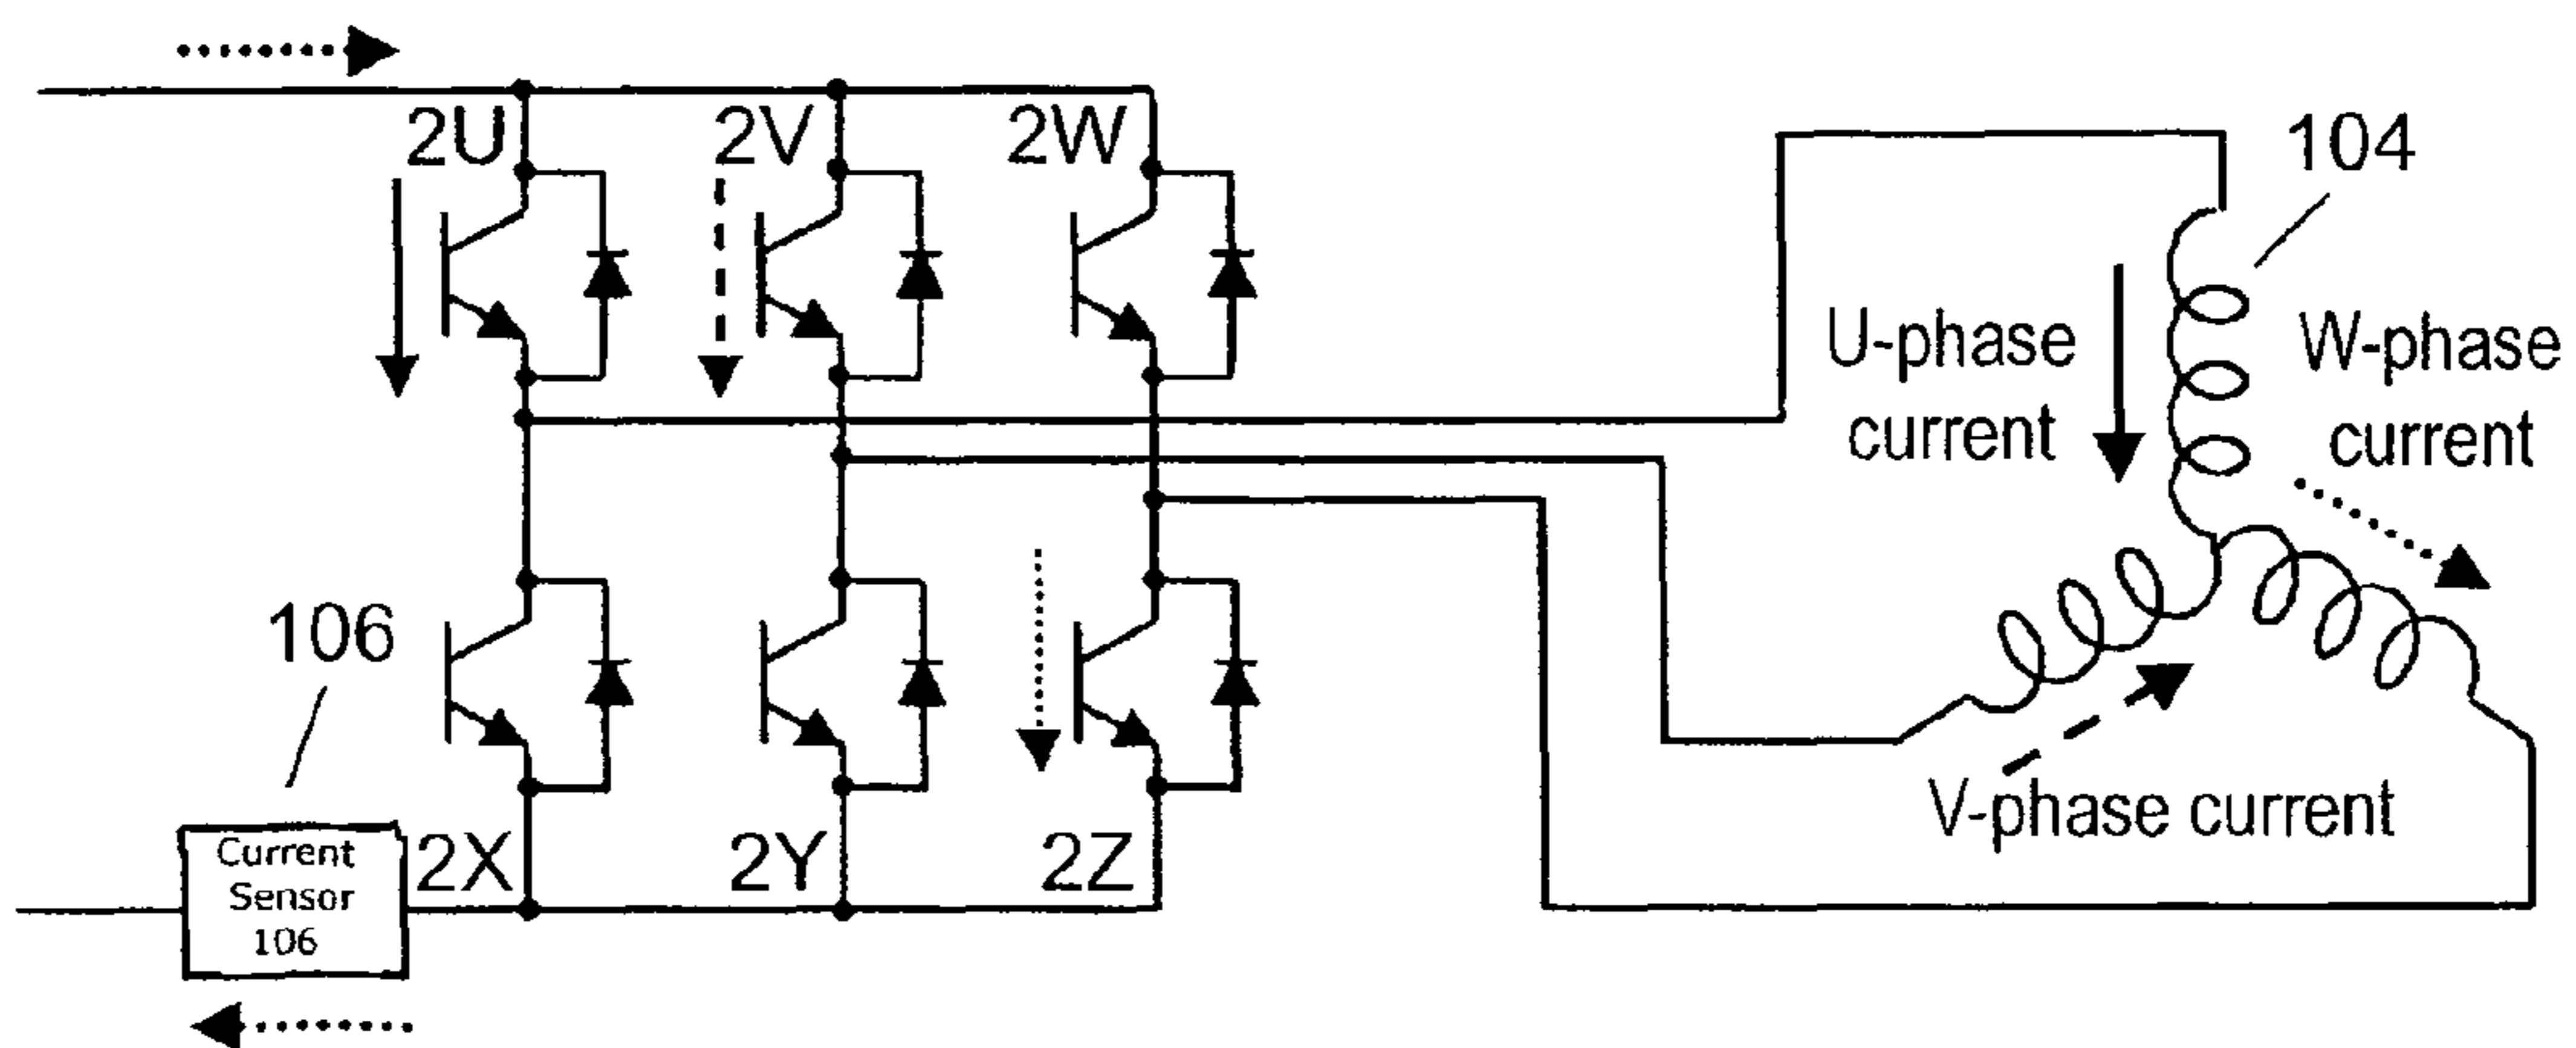 2U
2V
2W
104
U-phase
current
W-phase
current
106
V-phase current
Current
Sensor
106
2X
2Y
2Z